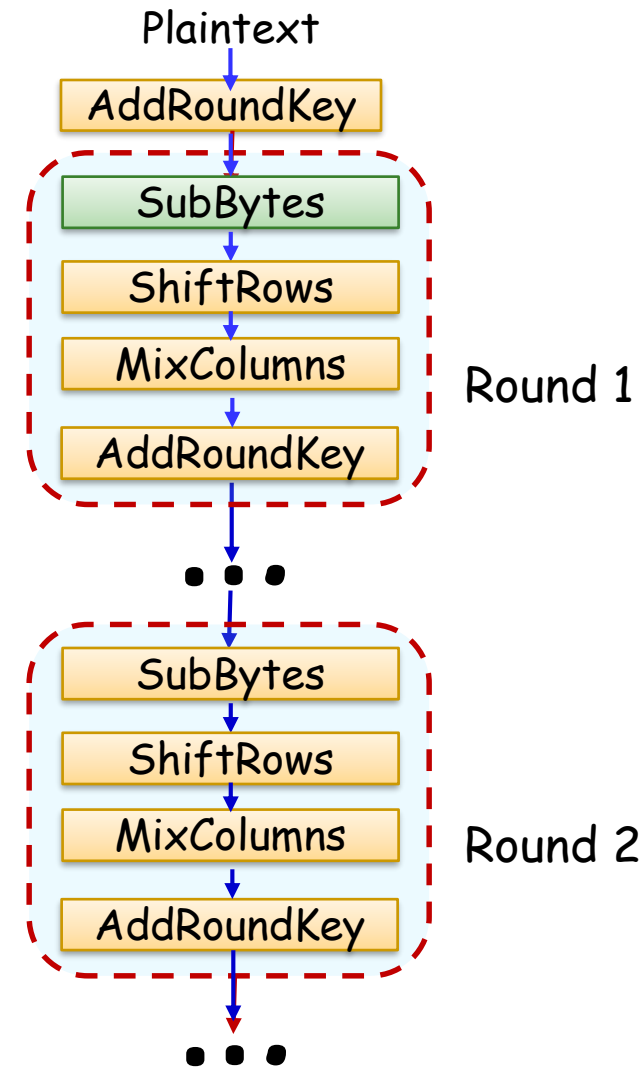 Plaintext
AddRoundKey
SubBytes
ShiftRows
MixColumns
AddRoundKey
Round 1
...
SubBytes
ShiftRows
MixColumns
AddRoundKey
Round 2
...